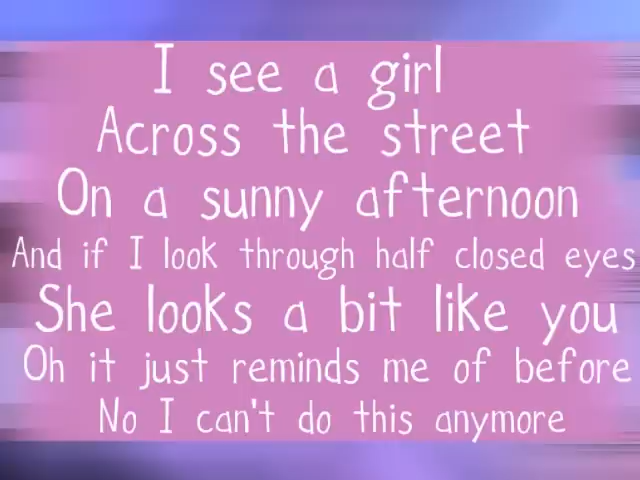 I see a girl
Across the street
On a sunny afternoon
And if I look through half closed eyes
She looks a bit like you
Oh it just reminds me of before
No I can't do this anymore